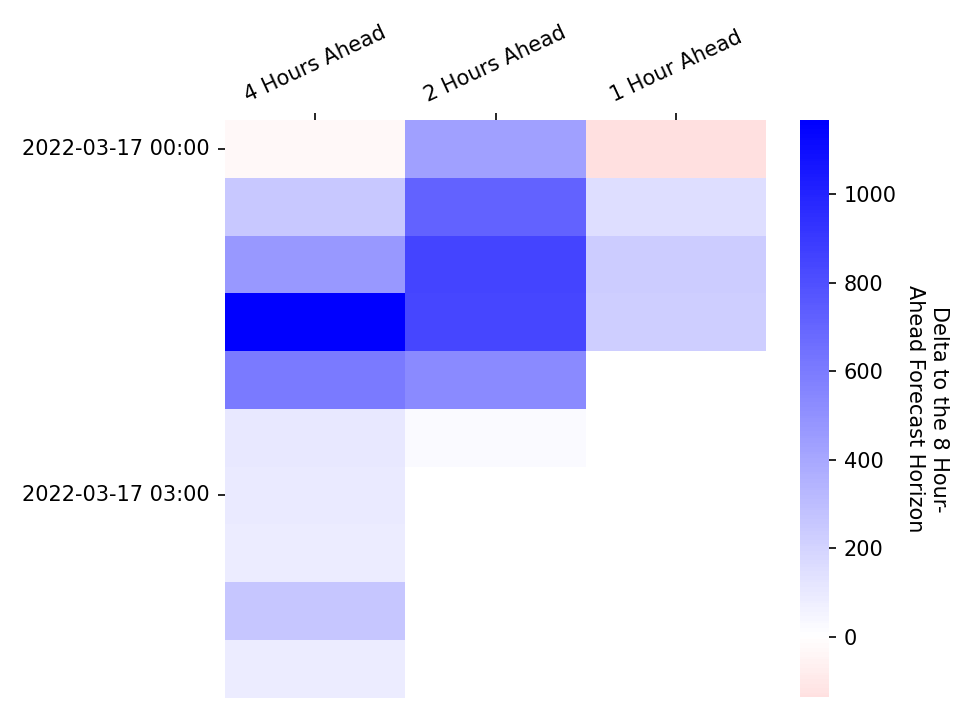 4 Hours Ahead
2 Hours Ahead
1 Hour Ahead
2022-03-17 00:00
2022-03-17 03:00
1000
800
600
400
200
0
Delta to the 8 Hour-
Ahead Forecast Horizon